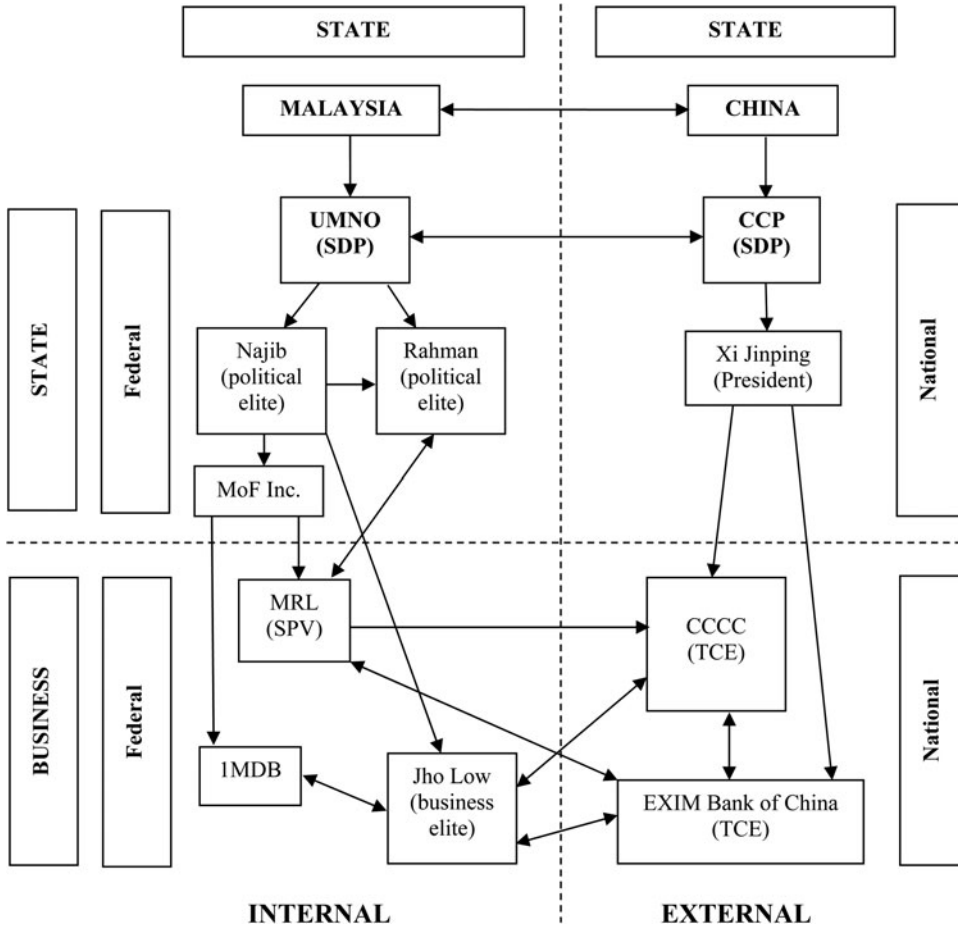 STATE
STATE
MALAYSIA
CHINA
UMNO
(SDP)
CCP
(SDP)
STATE
Federal
National
Najib
(political
elite)
Rahman
(political
elite)
Xi Jinping
(President)
MoF Inc.
BUSINESS
Federal
National
MRL
(SPV)
CCCC
(TCE)
1MDB
Jho Low
(business
elite)
EXIM Bank of China
(TCE)
INTERNAL
EXTERNAL